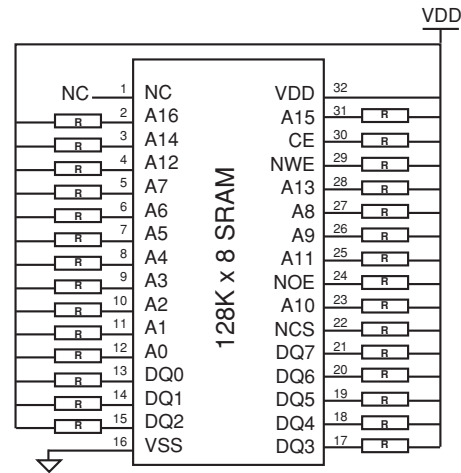 VDD
NC 1 NC VDD 32
R 2 A16 A15 31 R
R 3 A14 CE 30 R
R 4 A12 NWE 29 R
R 5 A7 A13 28 R
R 6 A6 A8 27 R
R 7 A5 A9 26 R
R 8 A4 A11 25 R
R 9 A3 NOE 24 R
R 10 A2 A10 23 R
R 11 A1 NCS 22 R
R 12 A0 DQ7 21 R
R 13 DQ0 DQ6 20 R
R 14 DQ1 DQ5 19 R
R 15 DQ2 DQ4 18 R
16 VSS DQ3 17 R
128K x 8 SRAM